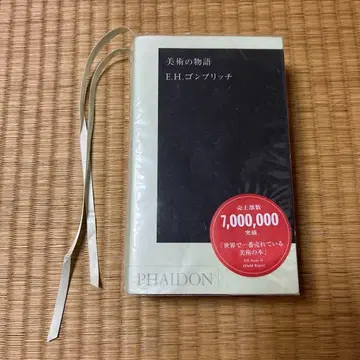 美術の物語
E.H.ゴンブリッチ
売上部数
7,000,000
突破
「世界で一番売れている
美術の本」
PHAIDON